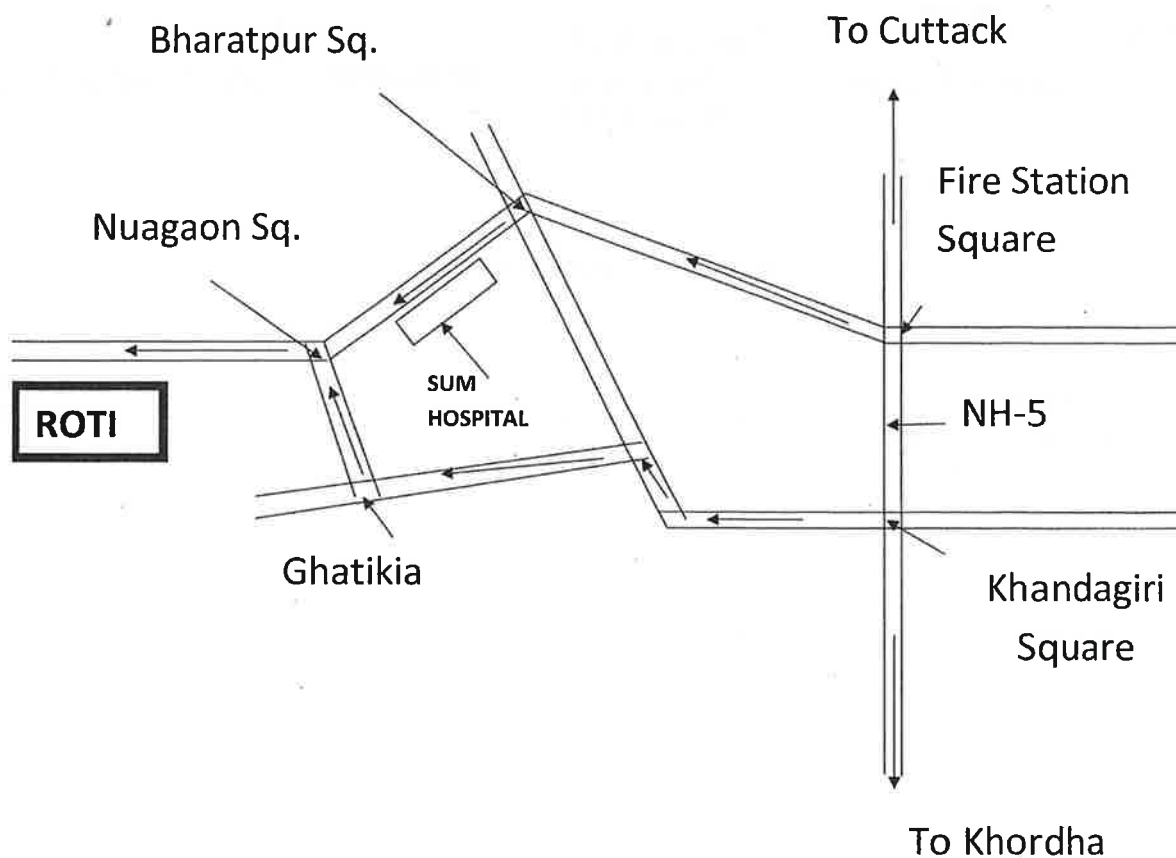 To Cuttack
Bharatpur Sq.
Fire Station
Square
Nuagaon Sq.
SUM
HOSPITAL
ROTI
NH-5
Ghatikia
Khandagiri
Square
To Khordha